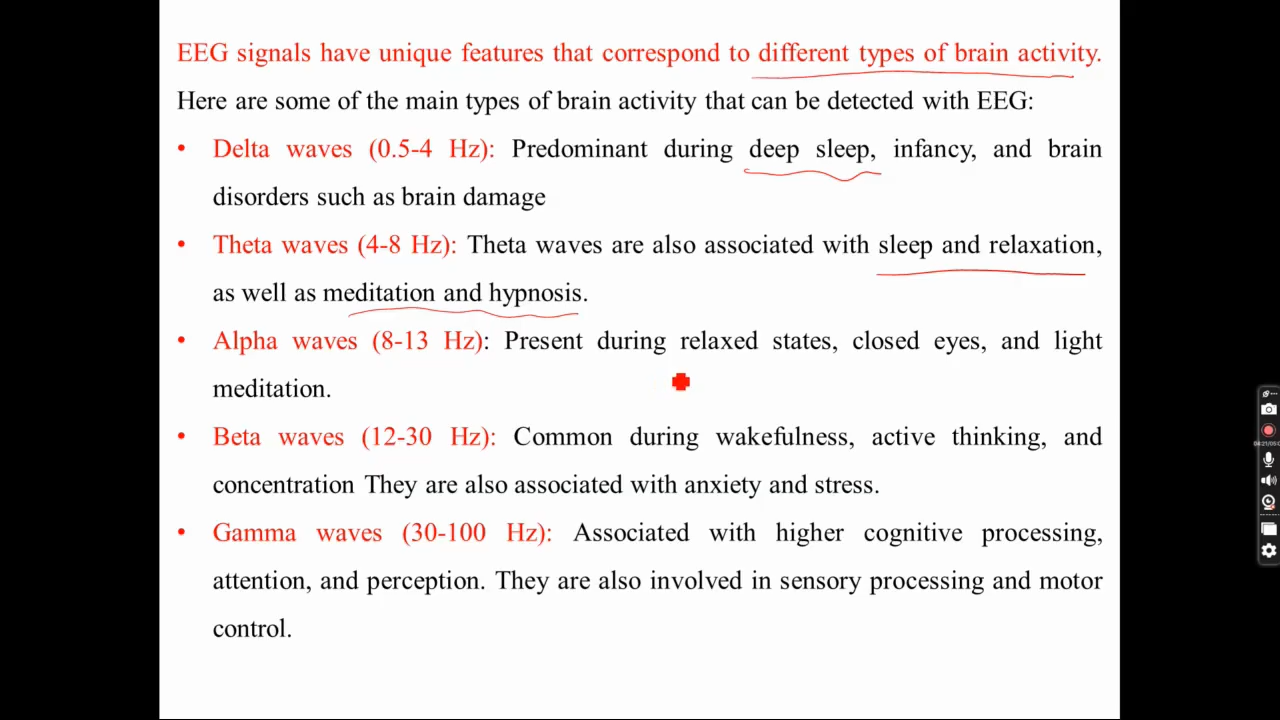 EEG signals have unique features that correspond to different types of brain activity.
Here are some of the main types of brain activity that can be detected with EEG:
• Delta waves (0.5-4 Hz): Predominant during deep sleep, infancy, and brain
disorders such as brain damage
• Theta waves (4-8 Hz): Theta waves are also associated with sleep and relaxation,
as well as meditation and hypnosis.
• Alpha waves (8-13 Hz): Present during relaxed states, closed eyes, and light
meditation.
• Beta waves (12-30 Hz): Common during wakefulness, active thinking, and
concentration They are also associated with anxiety and stress.
• Gamma waves (30-100 Hz): Associated with higher cognitive processing,
attention, and perception. They are also involved in sensory processing and motor
control.